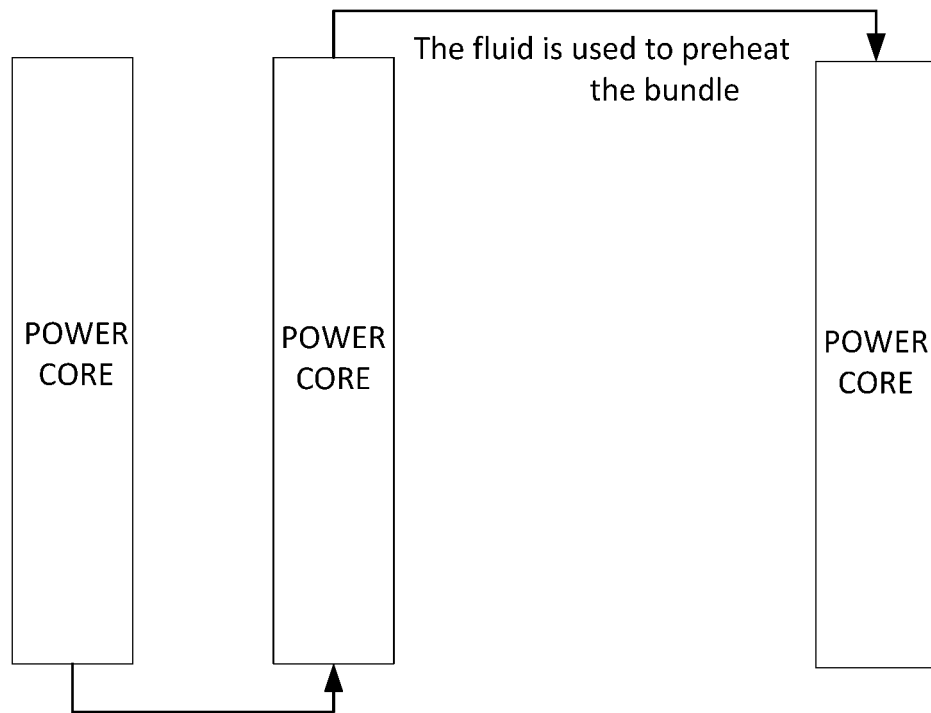 The fluid is used to preheat
the bundle
POWER
CORE
POWER
CORE
POWER
CORE